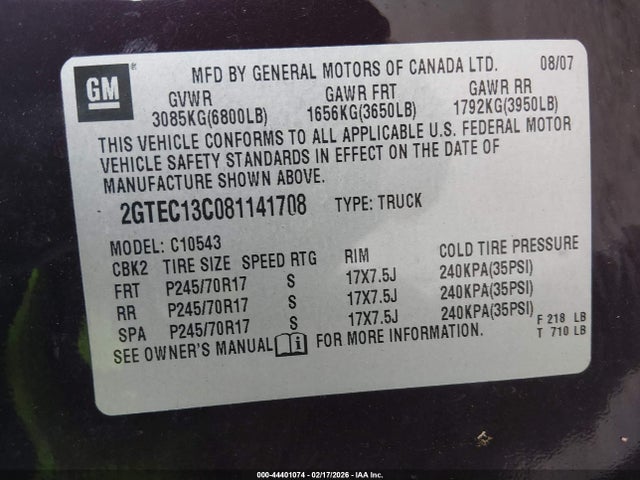 GM
MFD BY GENERAL MOTORS OF CANADA LTD. 08/07
GVWR GAWR FRT GAWR RR
3085KG(6800LB) 1656KG(3650LB) 1792KG(3950LB)
THIS VEHICLE CONFORMS TO ALL APPLICABLE U.S. FEDERAL MOTOR
VEHICLE SAFETY STANDARDS IN EFFECT ON THE DATE OF
MANUFACTURE SHOWN ABOVE.
2GTEC13C081141708 TYPE: TRUCK
MODEL: C10543
CBK2 TIRE SIZE SPEED RTG RIM COLD TIRE PRESSURE
FRT P245/70R17 S 17X7.5J 240KPA(35PSI)
RR P245/70R17 S 17X7.5J 240KPA(35PSI)
SPA P245/70R17 S 17X7.5J 240KPA(35PSI)
F 218 LB
SEE OWNER'S MANUAL i FOR MORE INFORMATION. T 710 LB
000-44401074 - 02/17/2026 - IAA Inc.